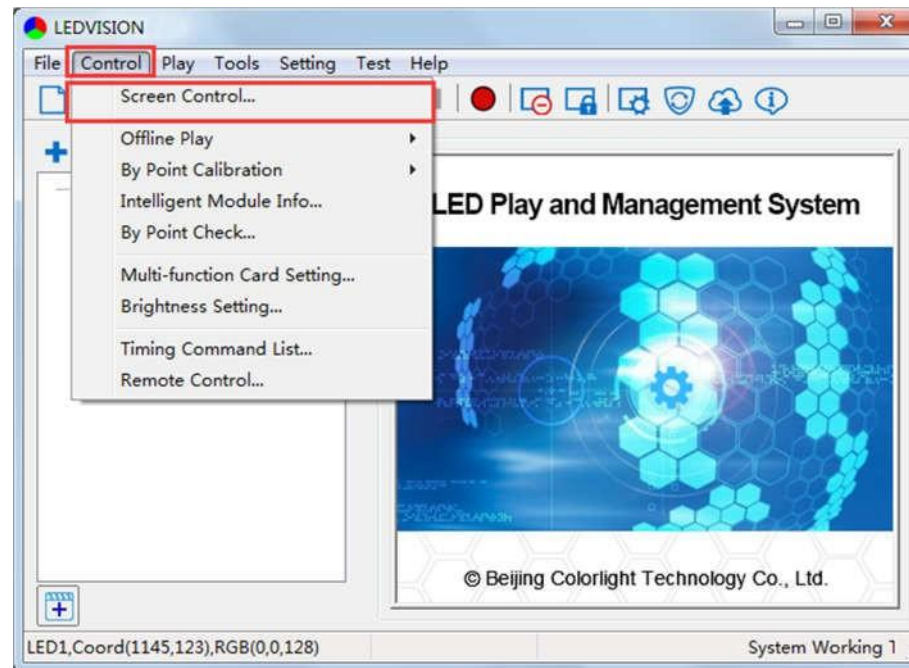 LEDVISION
File Control Play Tools Setting Test Help
Screen Control...
Offline Play
By Point Calibration
Intelligent Module Info...
By Point Check...
Multi-function Card Setting...
Brightness Setting...
Timing Command List...
Remote Control...
LED Play and Management System
© Beijing Colorlight Technology Co., Ltd.
LED1,Coord(1145,123),RGB(0,0,128)
System Working 1